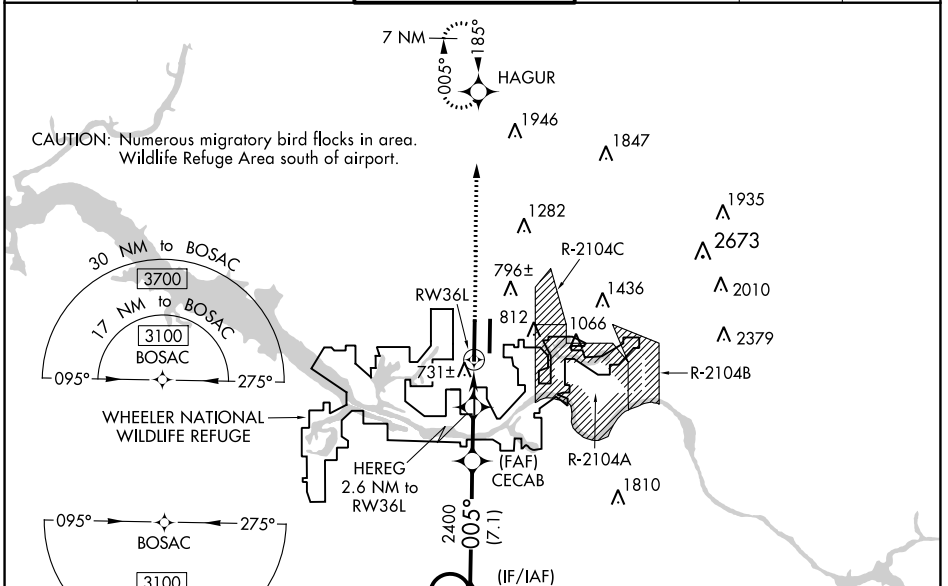 7 NM
185°
005°
HAGUR
1946
CAUTION: Numerous migratory bird flocks in area.
Wildlife Refuge Area south of airport.
1847
1935
1282
2673
R-2104C
30 NM to BOSAC
3700
796±
2010
RW36L
1436
17 NM to BOSAC
812
1066
3100
2379
BOSAC
731±
095°
275°
R-2104B
WHEELER NATIONAL
WILDLIFE REFUGE
HEREG
2.6 NM to
RW36L
(FAF)
CECAB
R-2104A
1810
095°
275°
BOSAC
2400
005°
(7.1)
3100
(IF/IAF)